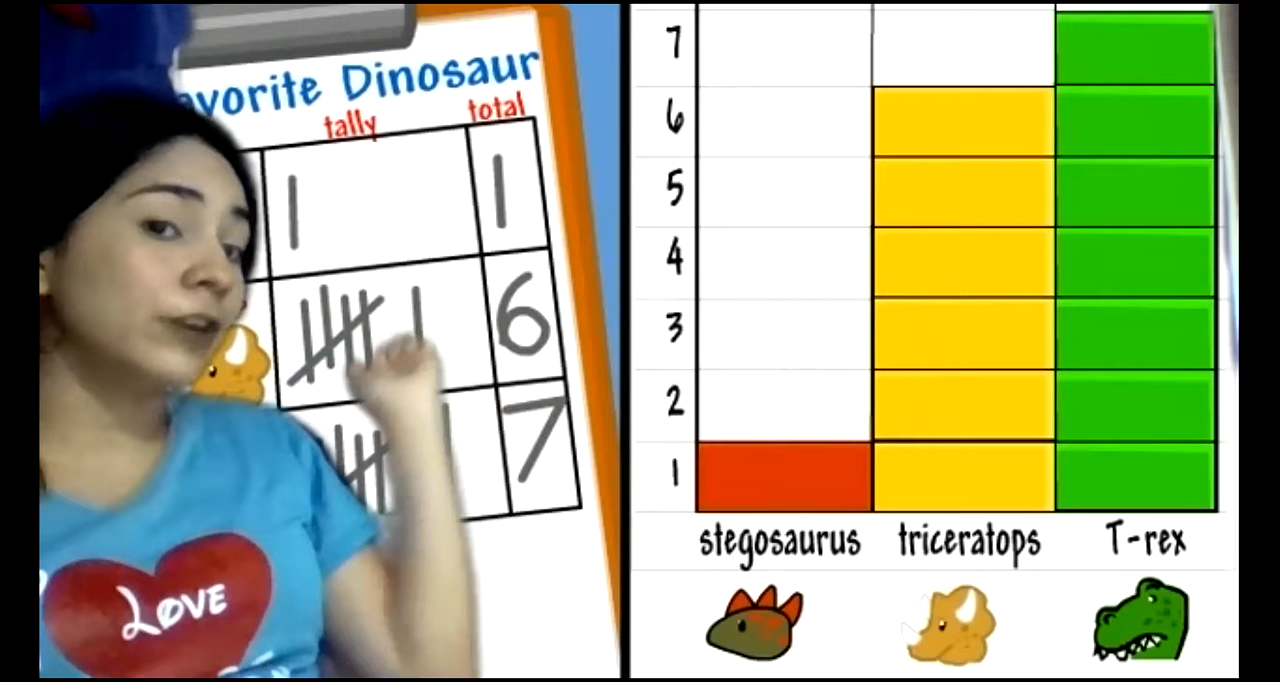 avorite Dinosaur
tally total
1
6
7
LOVE
7
6
5
4
3
2
1
stegosaurus triceratops T-rex